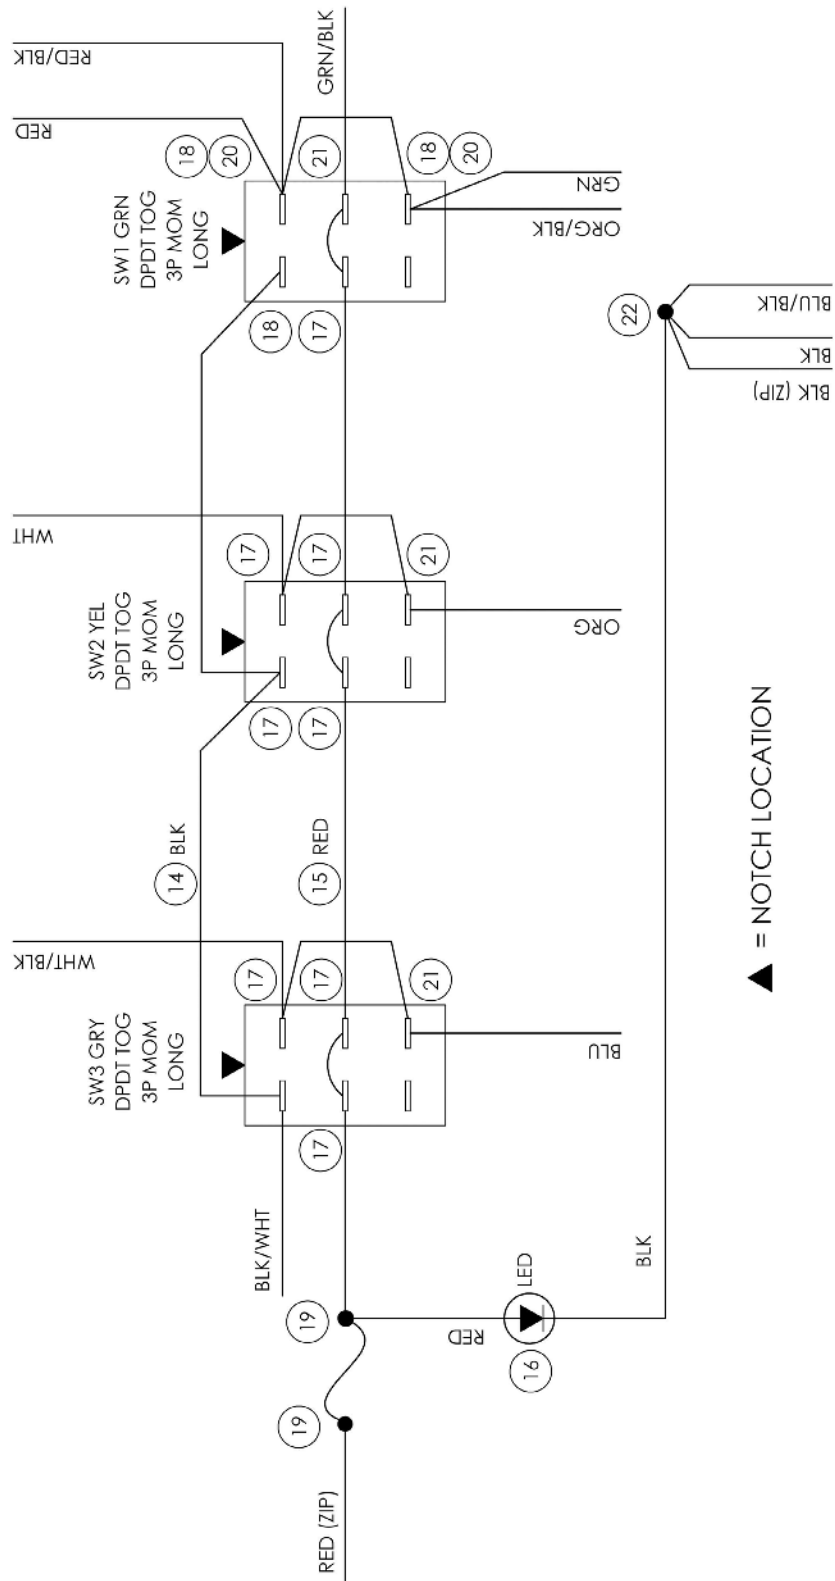 RED/BLK
GRN/BLK
RED
18
20
21
18
20
GRN
ORG/BLK
SW1 GRN
DPDT TOG
3P MOM
LONG
18
17
22
BLU/BLK
BLK
BLK (ZIP)
WHT
17
17
21
ORG
SW2 YEL
DPDT TOG
3P MOM
LONG
17
17
14
BLK
15
RED
WHT/BLK
17
17
21
BLU
SW3 GRY
DPDT TOG
3P MOM
LONG
17
BLK/WHT
BLK
19
RED
LED
16
19
RED (ZIP)
= NOTCH LOCATION